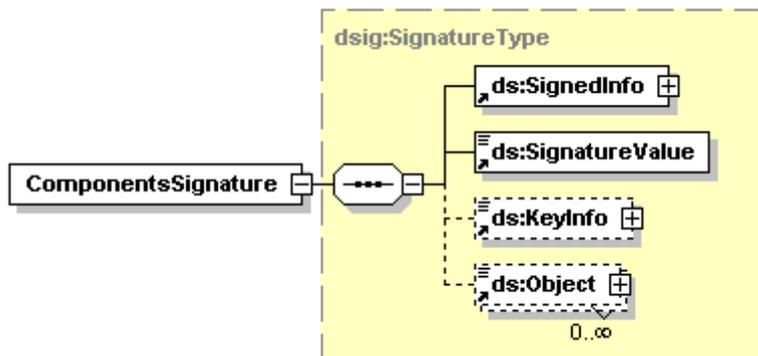 dsig:SignatureType
ds:SignedInfo
ds:SignatureValue
ComponentsSignature
ds:KeyInfo
ds:Object
0..∞